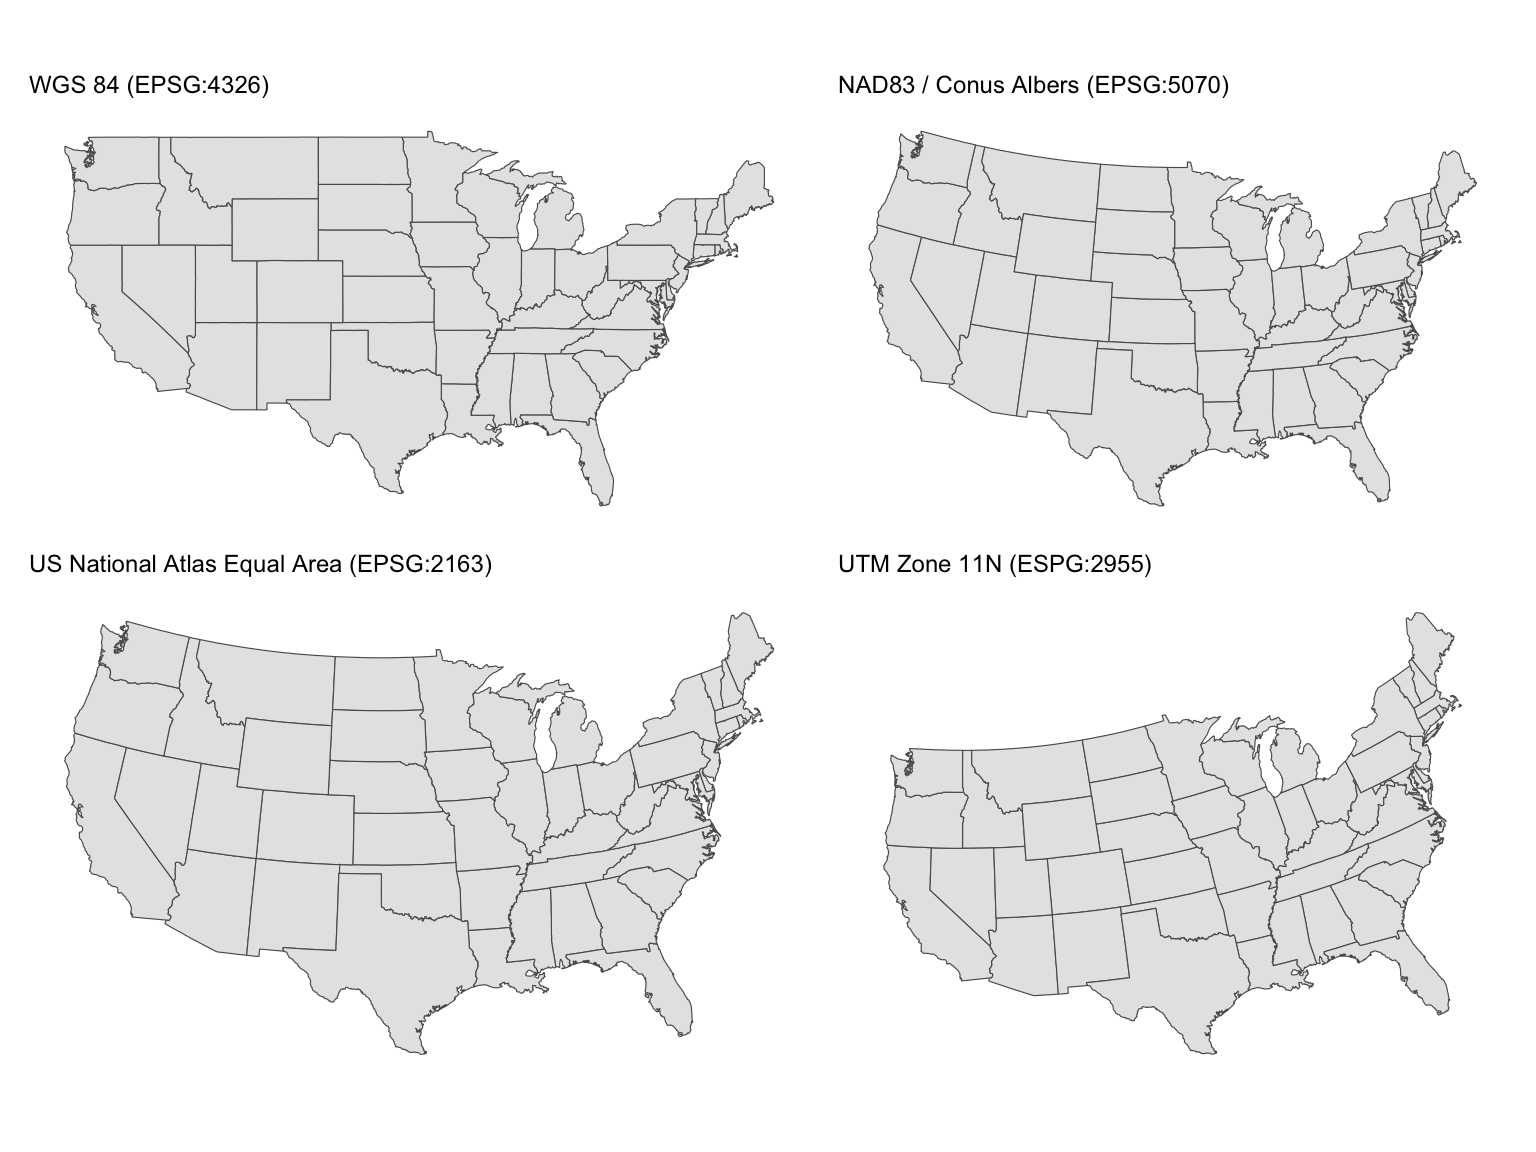 WGS 84 (EPSG:4326)
NAD83 / Conus Albers (EPSG:5070)
US National Atlas Equal Area (EPSG:2163)
UTM Zone 11N (ESPG:2955)